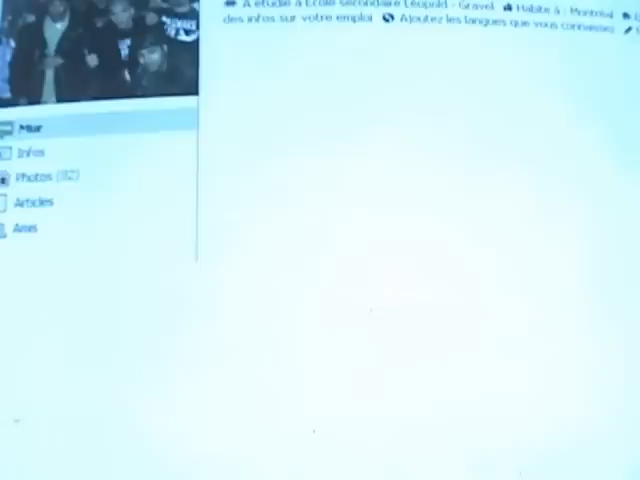 A étudié à École secondaire Léopold - Gravel Habite à : Montréal
des infos sur votre emploi Ajoutez les langues que vous connaissez
Mur
Infos
Photos (82)
Articles
Amis